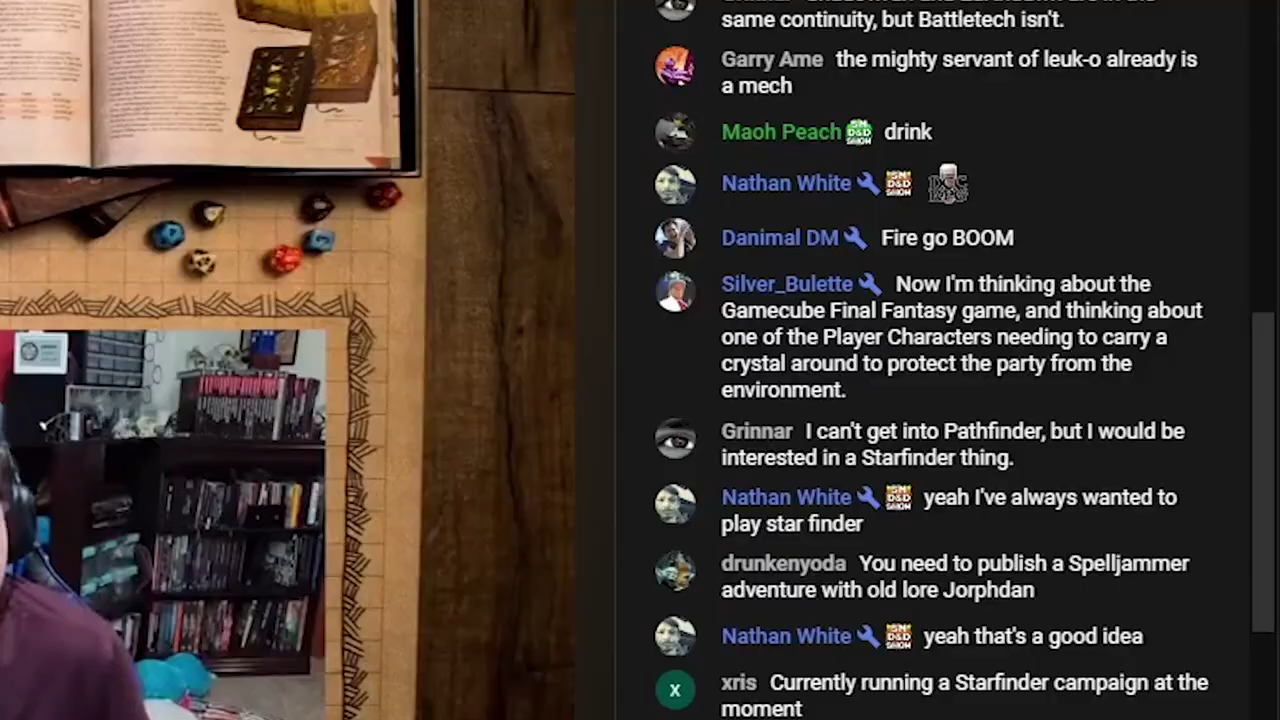 same continuity, but Battletech isn't.
Garry Ame the mighty servant of leuk-o already is
a mech
Maoh Peach drink
Nathan White
Danimal DM Fire go BOOM
Silver_Bulette Now I'm thinking about the
Gamecube Final Fantasy game, and thinking about
one of the Player Characters needing to carry a
crystal around to protect the party from the
environment.
Grinnar I can't get into Pathfinder, but I would be
interested in a Starfinder thing.
Nathan White yeah I've always wanted to
play star finder
drunkenyoda You need to publish a Spelljammer
adventure with old lore Jorphdan
Nathan White yeah that's a good idea
X xris Currently running a Starfinder campaign at the
moment